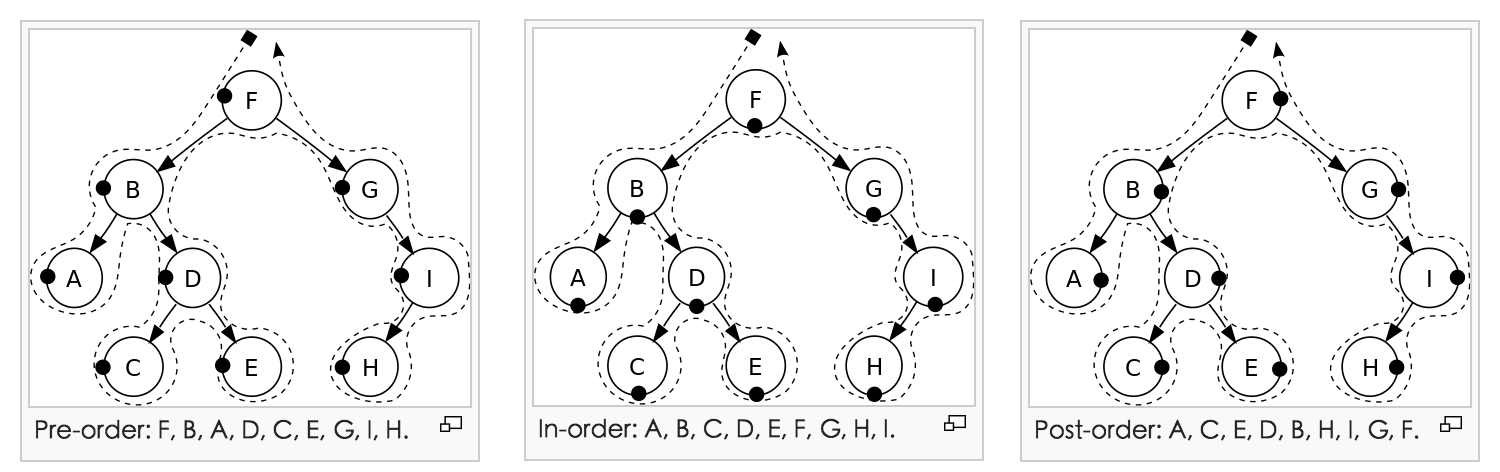 F
B
G
A
D
I
C
E
H
Pre-order: F, B, A, D, C, E, G, I, H.
F
B
G
A
D
I
C
E
H
In-order: A, B, C, D, E, F, G, H, I.
F
B
G
A
D
I
C
E
H
Post-order: A, C, E, D, B, H, I, G, F.